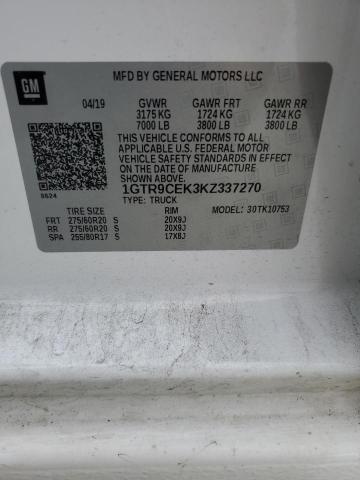 GM
MFD BY GENERAL MOTORS LLC
04/19 GVWR GAWR FRT GAWR RR
3175 KG 1724 KG 1724 KG
7000 LB 3800 LB 3800 LB
THIS VEHICLE CONFORMS TO ALL
APPLICABLE U.S. FEDERAL MOTOR
VEHICLE SAFETY STANDARDS IN EFFECT
ON THE DATE OF MANUFACTURE
SHOWN ABOVE.
1GTR9CEK3KZ337270
8624
TYPE: TRUCK
TIRE SIZE RIM MODEL: 30TK10753
FRT 275/60R20 S 20X9J
RR 275/60R20 S 20X9J
SPA 255/80R17 S 17X8J